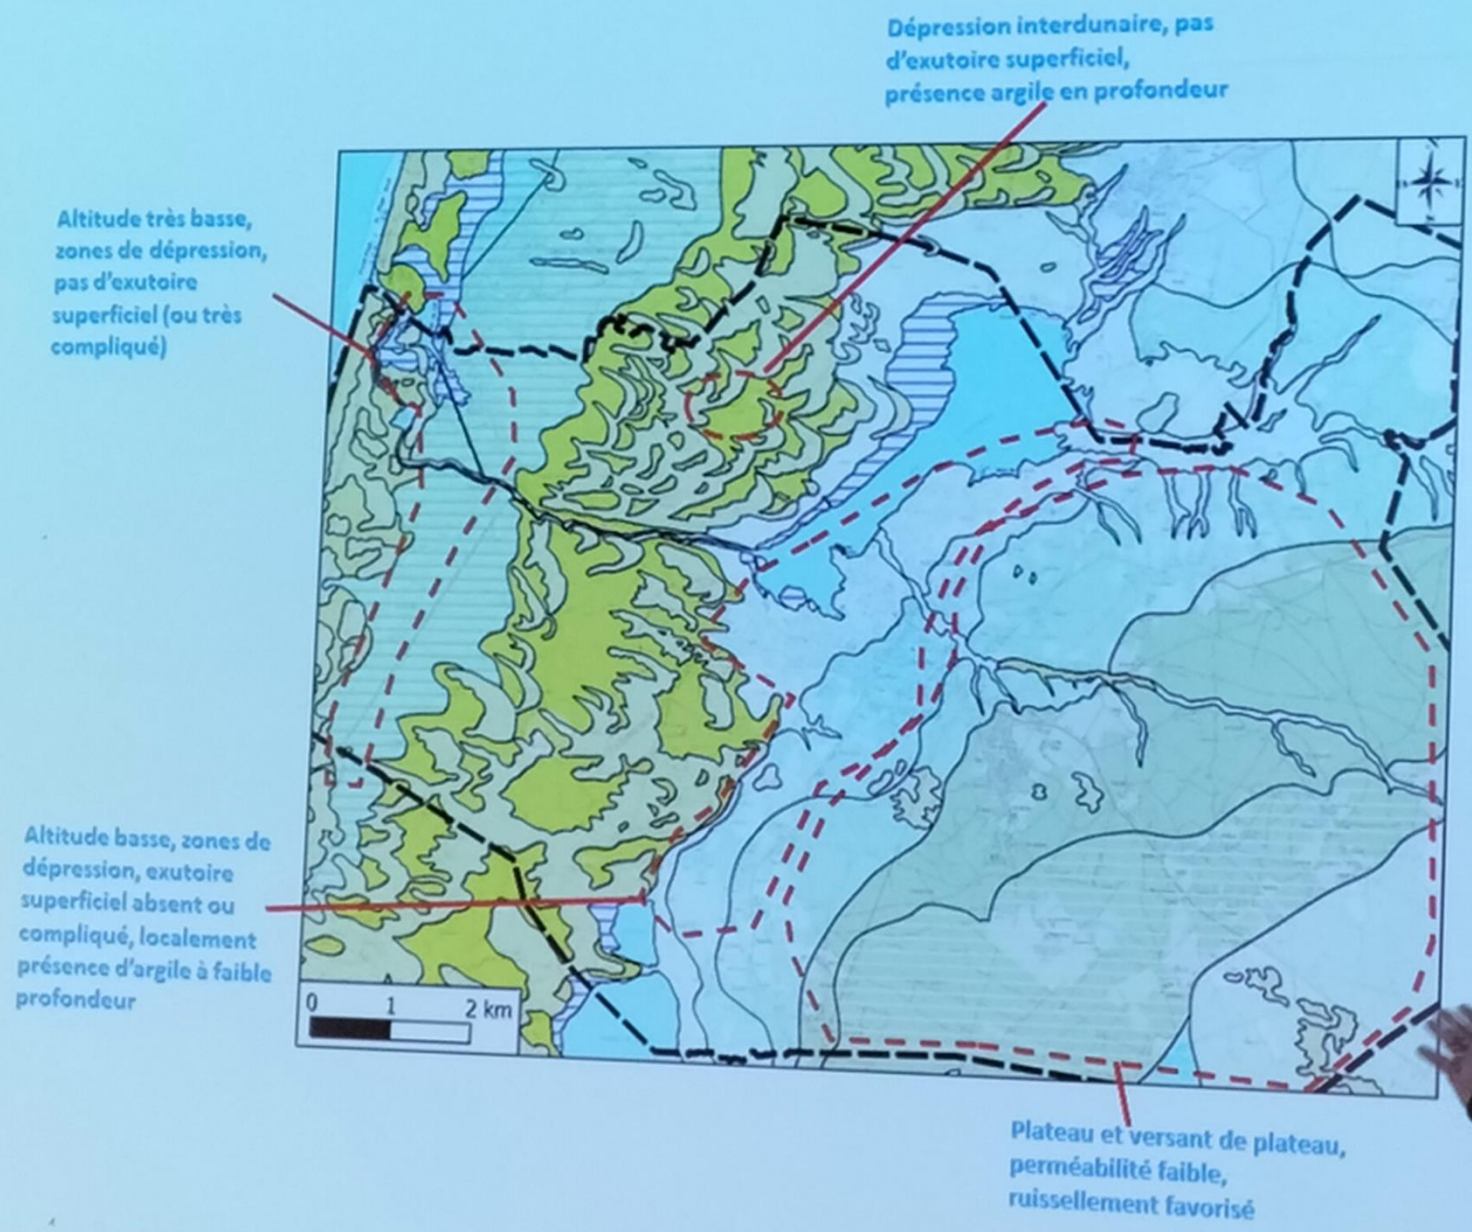 Dépression interdunaire, pas
d'exutoire superficiel,
présence argile en profondeur
Altitude très basse,
zones de dépression,
pas d'exutoire
superficiel (ou très
compliqué)
Altitude basse, zones de
dépression, exutoire
superficiel absent ou
compliqué, localement
présence d'argile à faible
profondeur
0 1 2 km
Plateau et versant de plateau,
perméabilité faible,
ruissellement favorisé